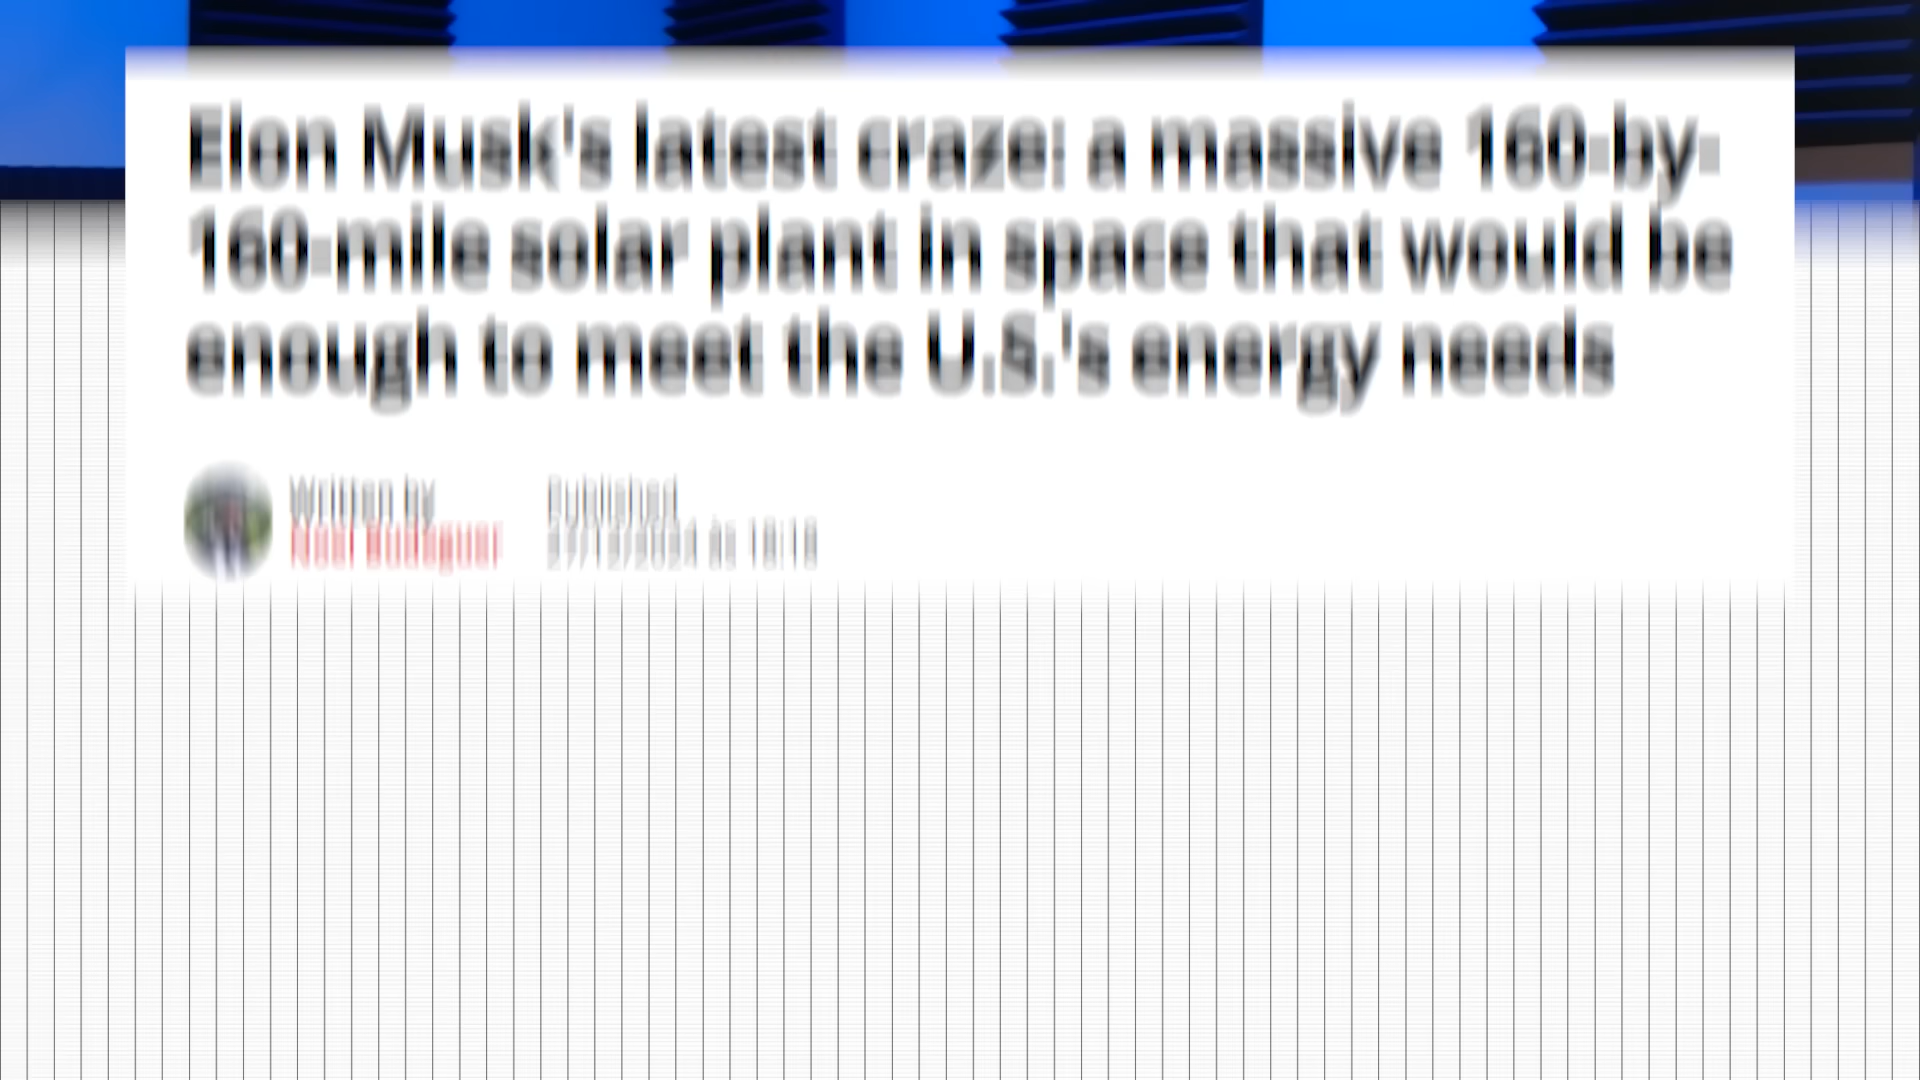 Elon Musk's latest craze: a massive 160-by-
160-mile solar plant in space that would be
enough to meet the U.S.'s energy needs
Written by
Published